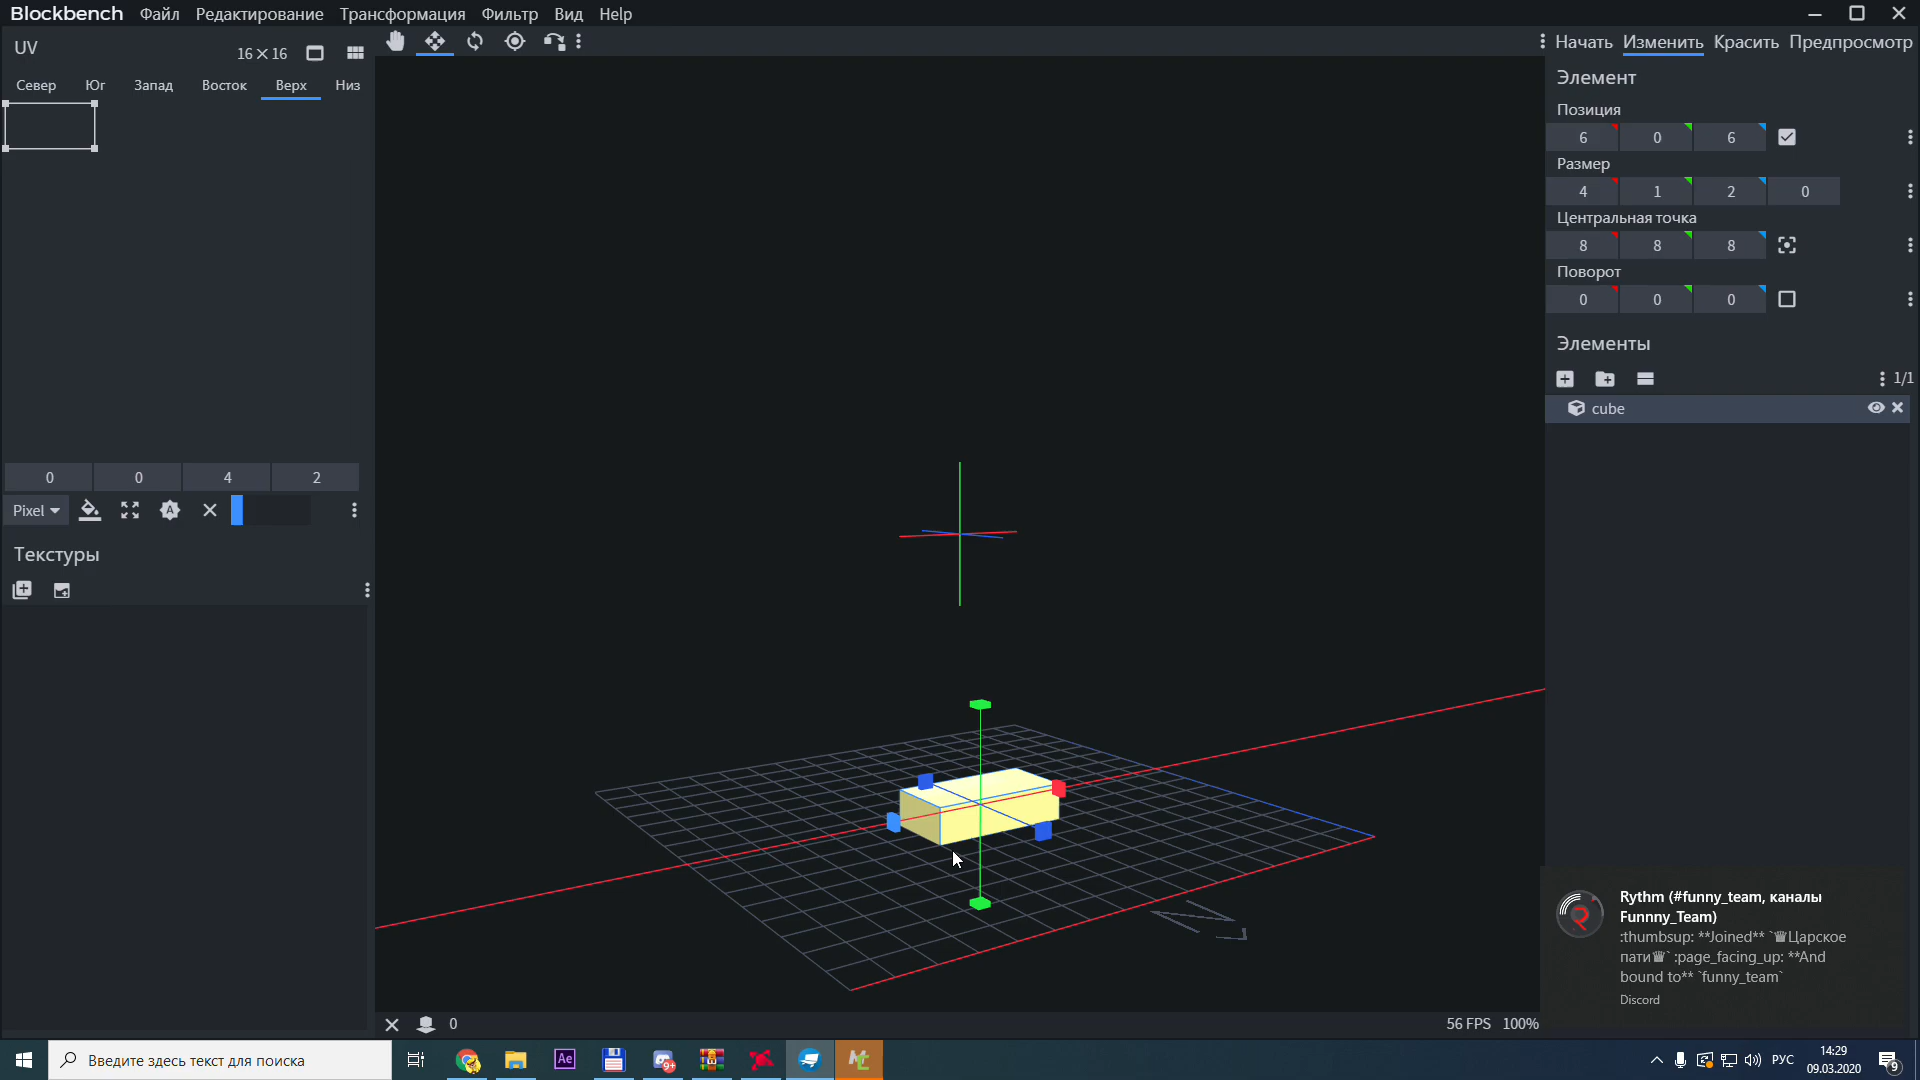 Blockbench Файл Редактирование Трансформация Фильтр Вид Help
UV
16×16
Север Юг Запад Восток Верх Низ
0 0 4 2
Pixel
Текстуры
Начать Изменить Красить Предпросмотр
Элемент
Позиция
6 0 6
Размер
4 1 2 0
Центральная точка
8 8 8
Поворот
0 0 0
Элементы
1/1
cube
Rythm (#funny_team, каналы
Funnny_Team)
:thumbsup: **Joined** `♛Царское
пати♛` :page_facing_up: **And
bound to** `funny_team`
Discord
0
56 FPS 100%
Введите здесь текст для поиска
Ae
9+
РУС
14:29
09.03.2020
9